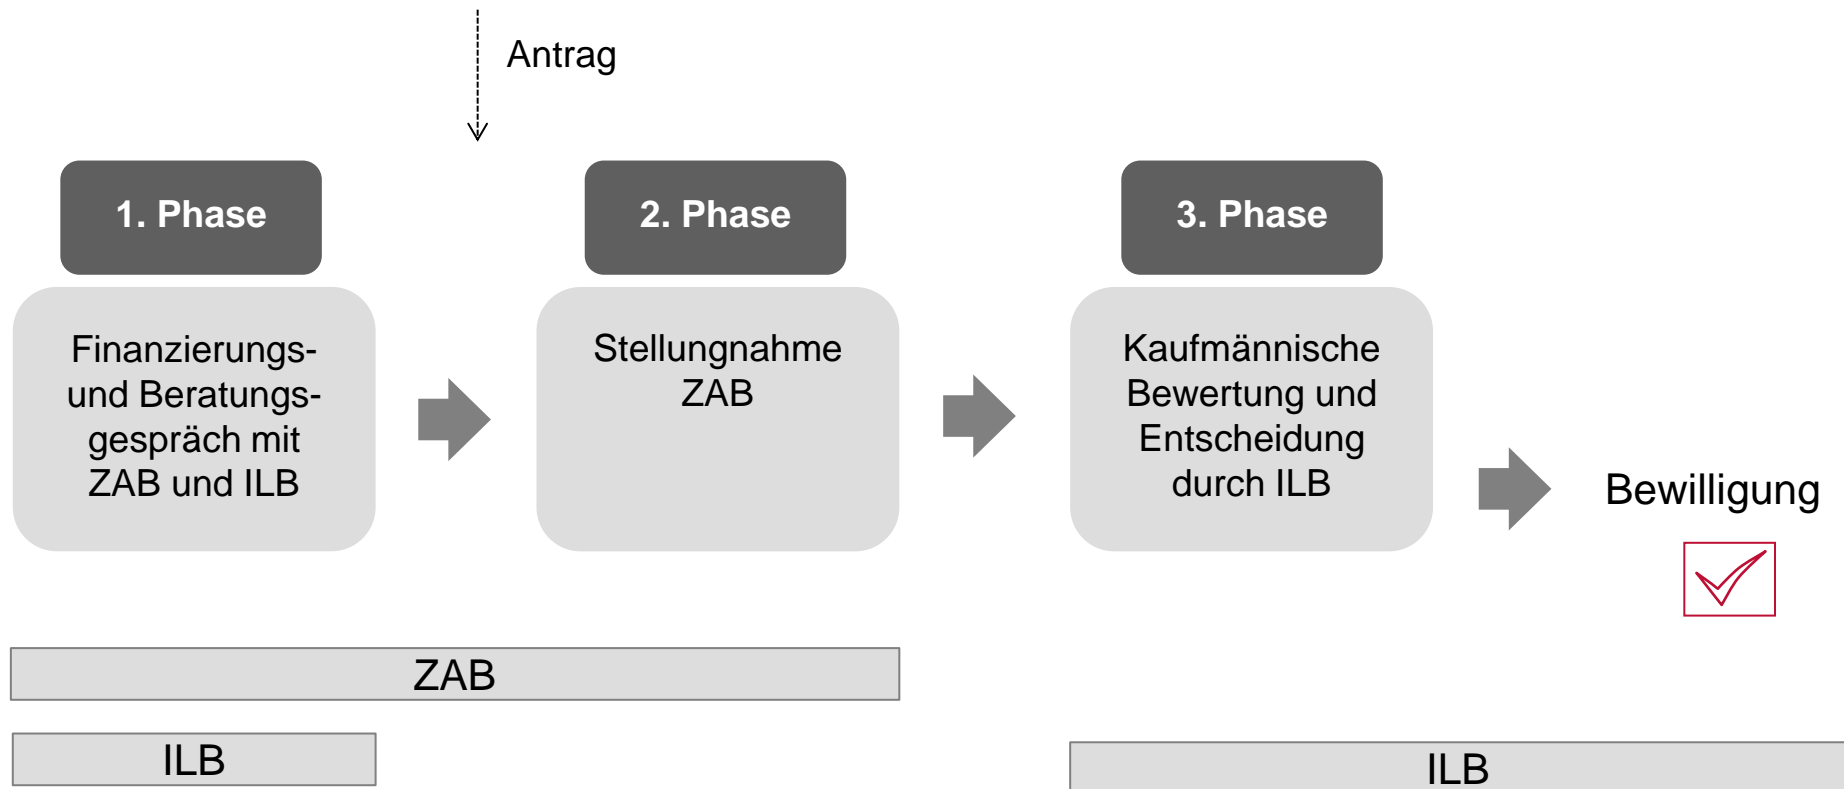 Antrag
1. Phase
2. Phase
3. Phase
Finanzierungs-
und Beratungs-
gespräch mit
ZAB und ILB
Stellungnahme
ZAB
Kaufmännische
Bewertung und
Entscheidung
durch ILB
Bewilligung
ZAB
ILB
ILB